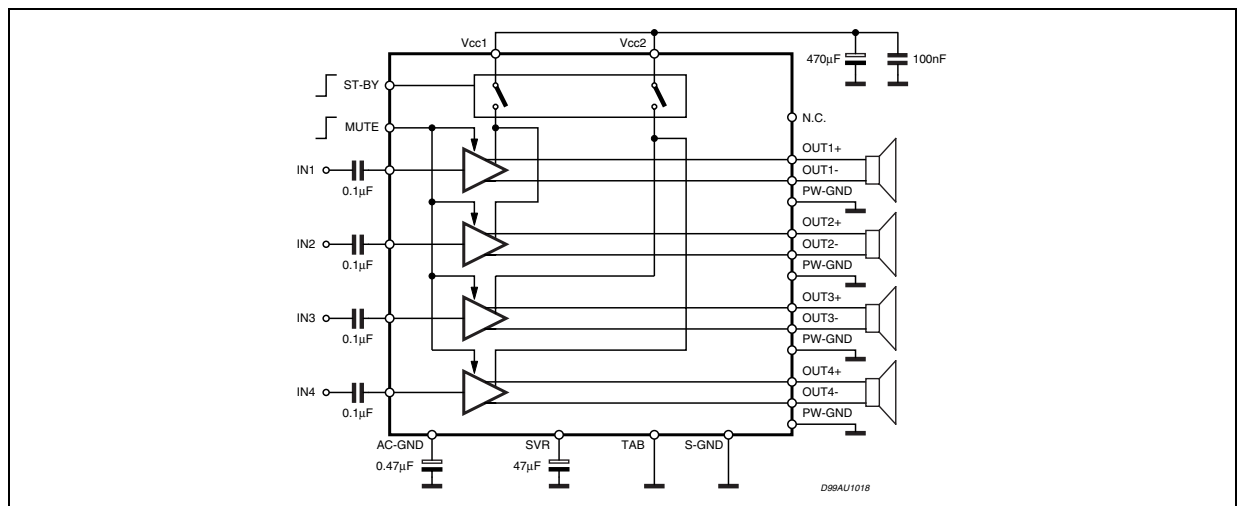 Vcc1
Vcc2
470μF
100nF
ST-BY
N.C.
MUTE
OUT1+
IN1
OUT1-
0.1μF
PW-GND
OUT2+
IN2
OUT2-
0.1μF
PW-GND
OUT3+
IN3
OUT3-
0.1μF
PW-GND
OUT4+
IN4
OUT4-
0.1μF
PW-GND
AC-GND
SVR
TAB
S-GND
0.47μF
47μF
D99AU1018